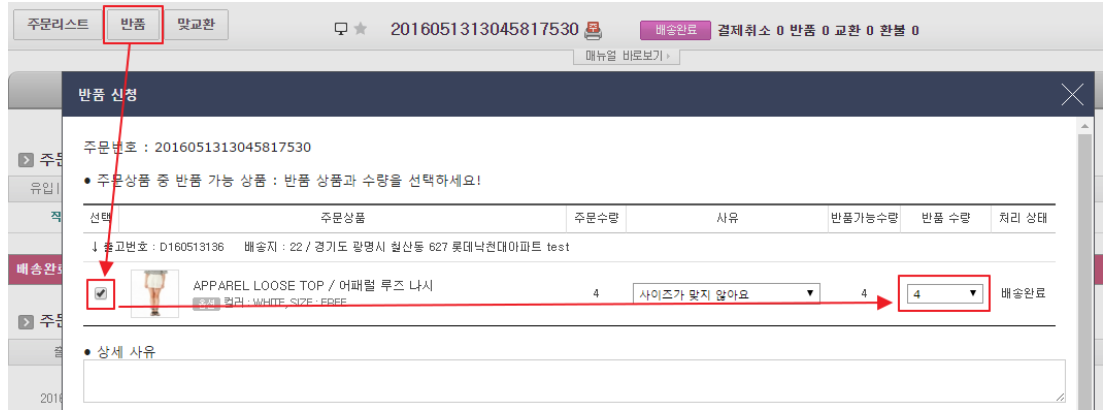 주문리스트 반품 맞교환 2016051313045817530 배송완료 결제취소 0 반품 0 교환 0 환불 0
매뉴얼 바로보기 ›
반품 신청
주문번호 : 2016051313045817530
● 주문상품 중 반품 가능 상품 : 반품 상품과 수량을 선택하세요!
선택 주문상품 주문수량 사유 반품가능수량 반품 수량 처리 상태
↓ 출고번호 : D160513136 배송지 : 22 / 경기도 광명시 철산동 627 롯데낙천대아파트 test
APPAREL LOOSE TOP / 어패럴 루즈 나시 4 사이즈가 맞지 않아요 4 4 배송완료
옵션 컬러 : WHITE, SIZE : FREE
● 상세 사유
주문
유입
직
배송완료
주문
출
2016